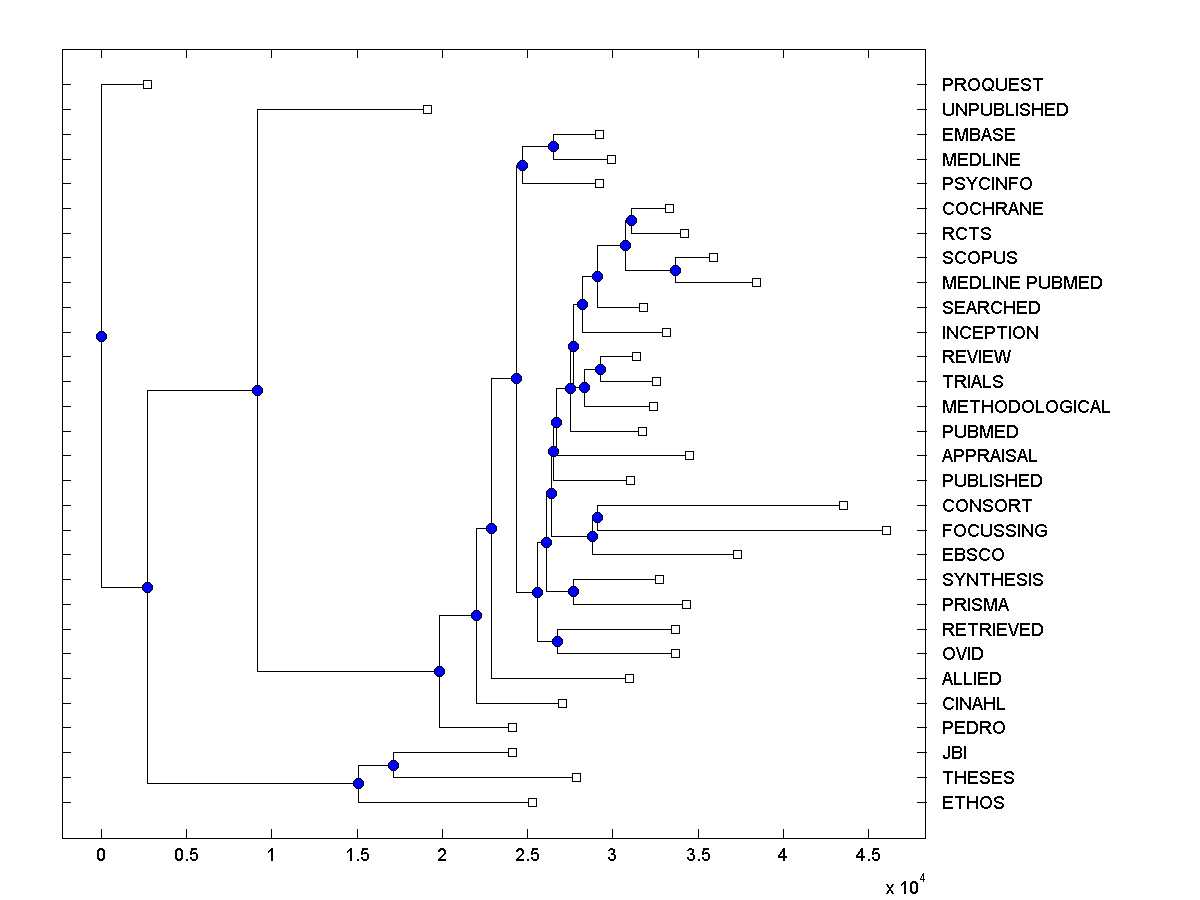 PROQUEST
UNPUBLISHED
EMBASE
MEDLINE
PSYCINFO
COCHRANE
RCTS
SCOPUS
MEDLINE PUBMED
SEARCHED
INCEPTION
REVIEW
TRIALS
METHODOLOGICAL
PUBMED
APPRAISAL
PUBLISHED
CONSORT
FOCUSSING
EBSCO
SYNTHESIS
PRISMA
RETRIEVED
OVID
ALLIED
CINAHL
PEDRO
JBI
THESES
ETHOS
0 0.5 1 1.5 2 2.5 3 3.5 4 4.5
x 10^4